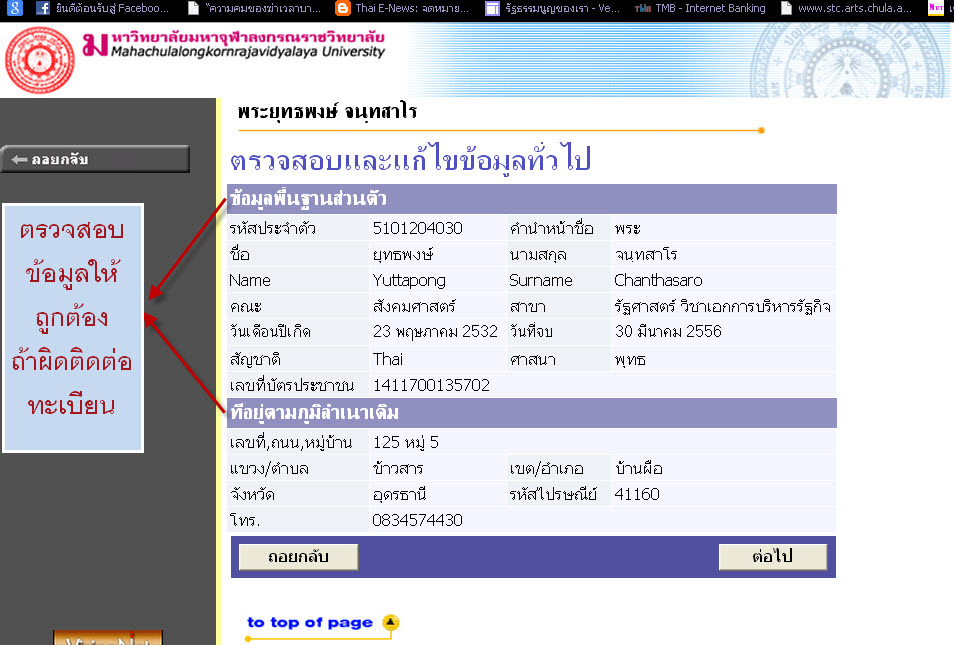 ยินดีต้อนรับสู่ Faceboo... "ความคมของฆ่าเวลาบา... Thai E-News: จดหมาย... รัฐธรรมนูญของเรา - Ve... TMB - Internet Banking www.stc.arts.chula.a...
มหาวิทยาลัยมหาจุฬาลงกรณราชวิทยาลัย
Mahachulalongkornrajavidyalaya University
พระยุทธพงษ์ จนฺทสาโร
ถอยกลับ
ตรวจสอบและแก้ไขข้อมูลทั่วไป
ตรวจสอบ
ข้อมูลให้
ถูกต้อง
ถ้าผิดติดต่อ
ทะเบียน
ข้อมูลพื้นฐานส่วนตัว
รหัสประจำตัว 5101204030 คำนำหน้าชื่อ พระ
ชื่อ ยุทธพงษ์ นามสกุล จนฺทสาโร
Name Yuttapong Surname Chanthasaro
คณะ สังคมศาสตร์ สาขา รัฐศาสตร์ วิชาเอกการบริหารรัฐกิจ
วันเดือนปีเกิด 23 พฤษภาคม 2532 วันที่จบ 30 มีนาคม 2556
สัญชาติ Thai ศาสนา พุทธ
เลขที่บัตรประชาชน 1411700135702
ที่อยู่ตามภูมิลำเนาเดิม
เลขที่,ถนน,หมู่บ้าน 125 หมู่ 5
แขวง/ตำบล ข้าวสาร เขต/อำเภอ บ้านผือ
จังหวัด อุดรธานี รหัสไปรษณีย์ 41160
โทร. 0834574430
ถอยกลับ ต่อไป
to top of page